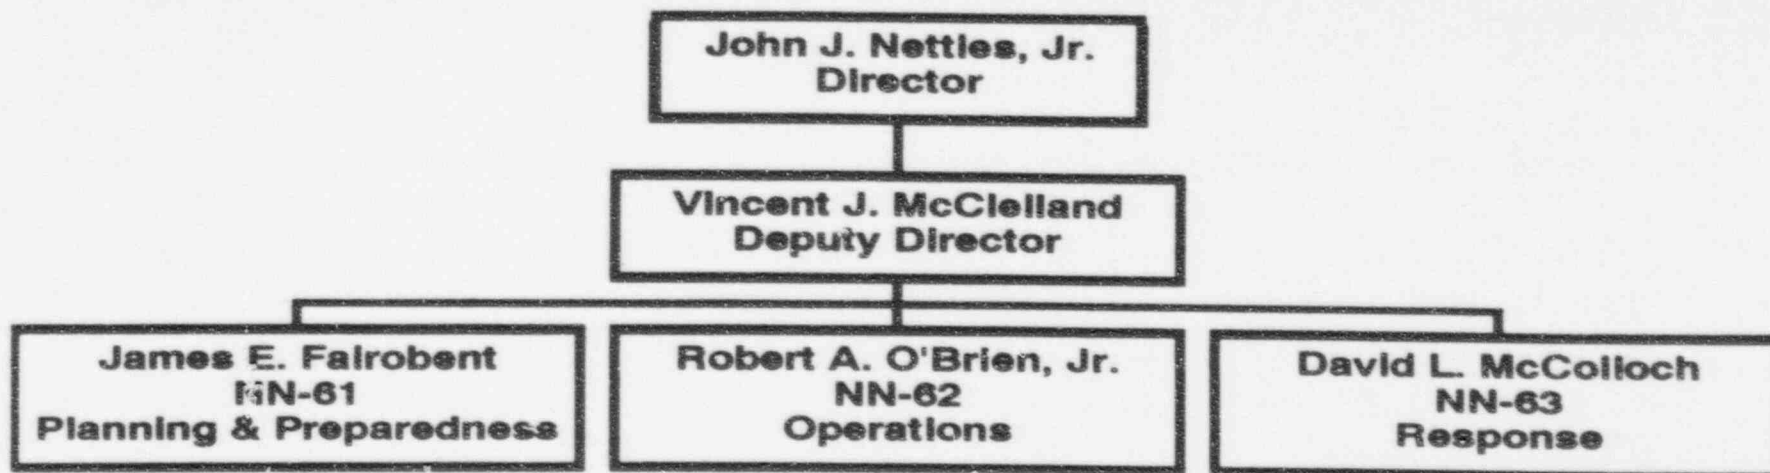 John J. Nettles, Jr.
Director
Vincent J. McClelland
Deputy Director
James E. Fairobent
NN-61
Planning & Preparedness
Robert A. O'Brien, Jr.
NN-62
Operations
David L. McColloch
NN-63
Response